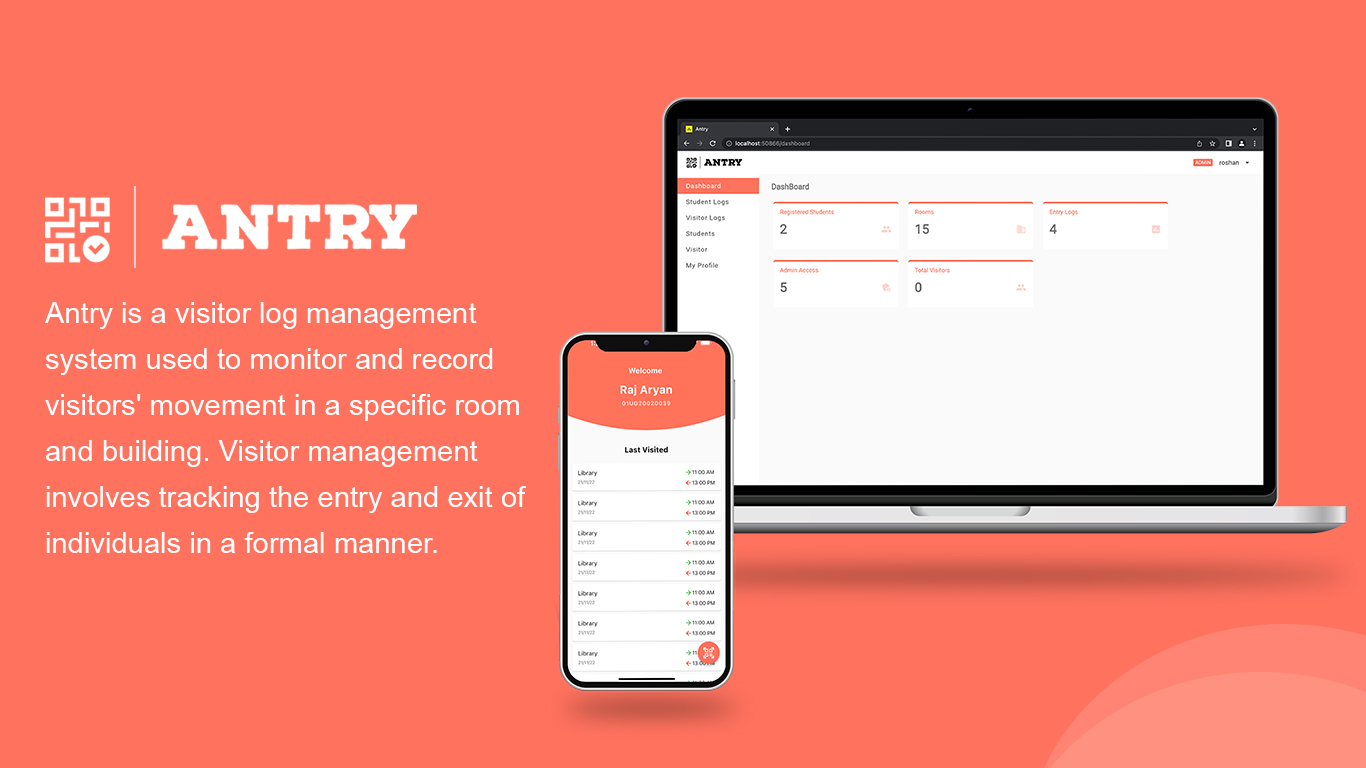 ANTRY
Antry is a visitor log management
system used to monitor and record
visitors' movement in a specific room
and building. Visitor management
involves tracking the entry and exit of
individuals in a formal manner.
Antry
localhost:50866/dashboard
ANTRY
ADMIN roshan
Dashboard
Student Logs
Visitor Logs
Students
Visitor
My Profile
DashBoard
Registered Students
2
Rooms
15
Entry Logs
4
Admin Access
5
Total Visitors
0
Welcome
Raj Aryan
01UG20020039
Last Visited
Library 11:00 AM
21/11/22 13:00 PM
Library 11:00 AM
21/11/22 13:00 PM
Library 11:00 AM
21/11/22 13:00 PM
Library 11:00 AM
21/11/22 13:00 PM
Library 11:00 AM
21/11/22 13:00 PM
Library 11:00 AM
21/11/22 13:00 PM
Library
21/11/22